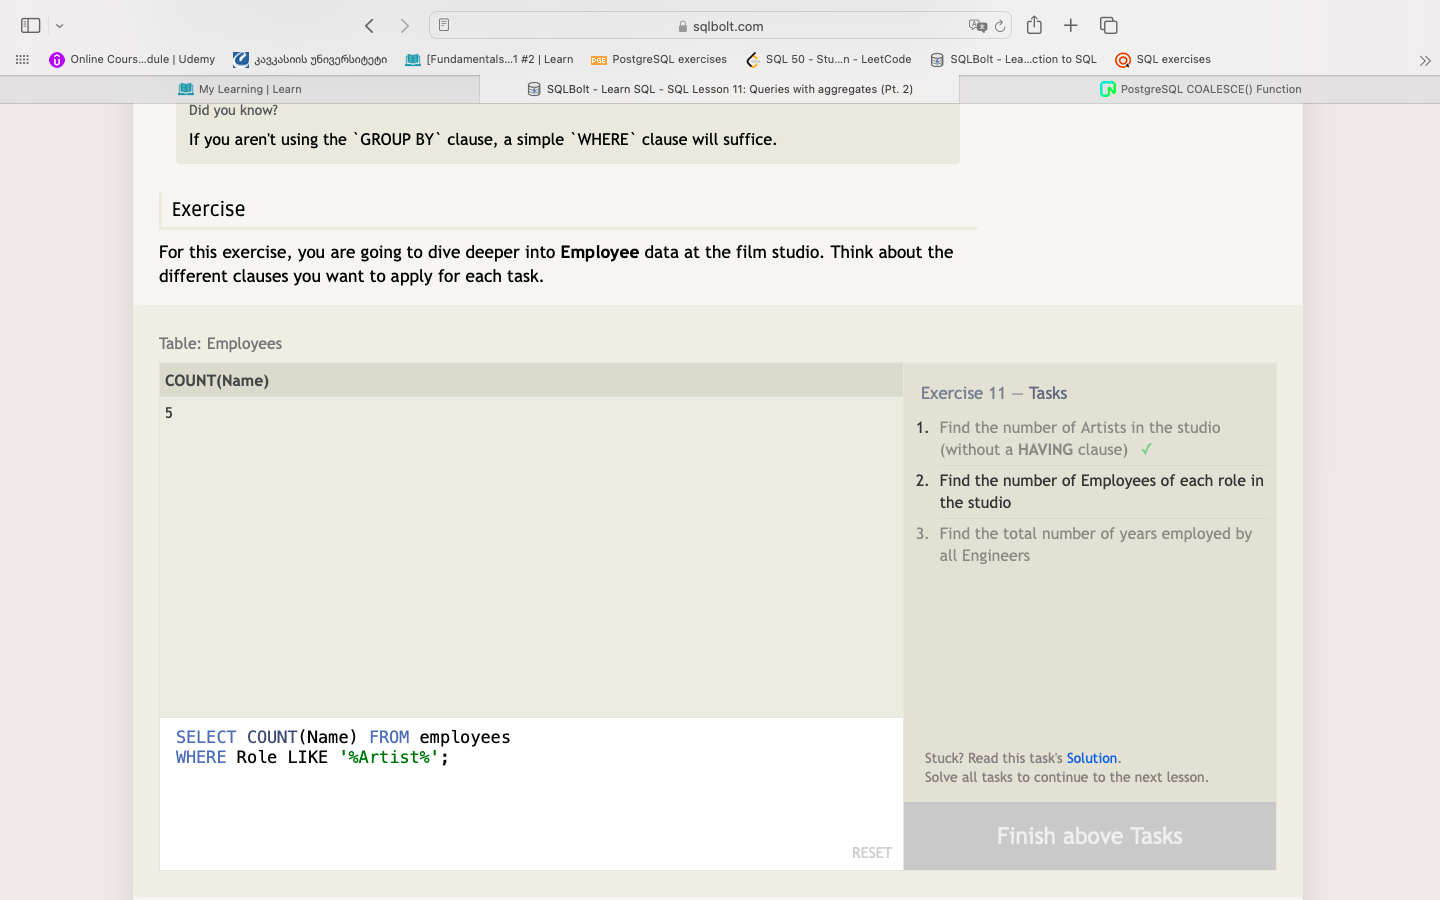 sqlbolt.com
Online Cours...dule | Udemy
კავკასიის უნივერსიტეტი
[Fundamentals...1 #2 | Learn
PGE PostgreSQL exercises
SQL 50 - Stu...n - LeetCode
SQLBolt - Lea...ction to SQL
SQL exercises
My Learning | Learn
SQLBolt - Learn SQL - SQL Lesson 11: Queries with aggregates (Pt. 2)
PostgreSQL COALESCE() Function
Did you know?
If you aren't using the `GROUP BY` clause, a simple `WHERE` clause will suffice.
Exercise
For this exercise, you are going to dive deeper into Employee data at the film studio. Think about the
different clauses you want to apply for each task.
Table: Employees
COUNT(Name)
5
Exercise 11 — Tasks
1. Find the number of Artists in the studio
(without a HAVING clause) ✓
2. Find the number of Employees of each role in
the studio
3. Find the total number of years employed by
all Engineers
SELECT COUNT(Name) FROM employees
WHERE Role LIKE '%Artist%';
RESET
Stuck? Read this task's Solution.
Solve all tasks to continue to the next lesson.
Finish above Tasks